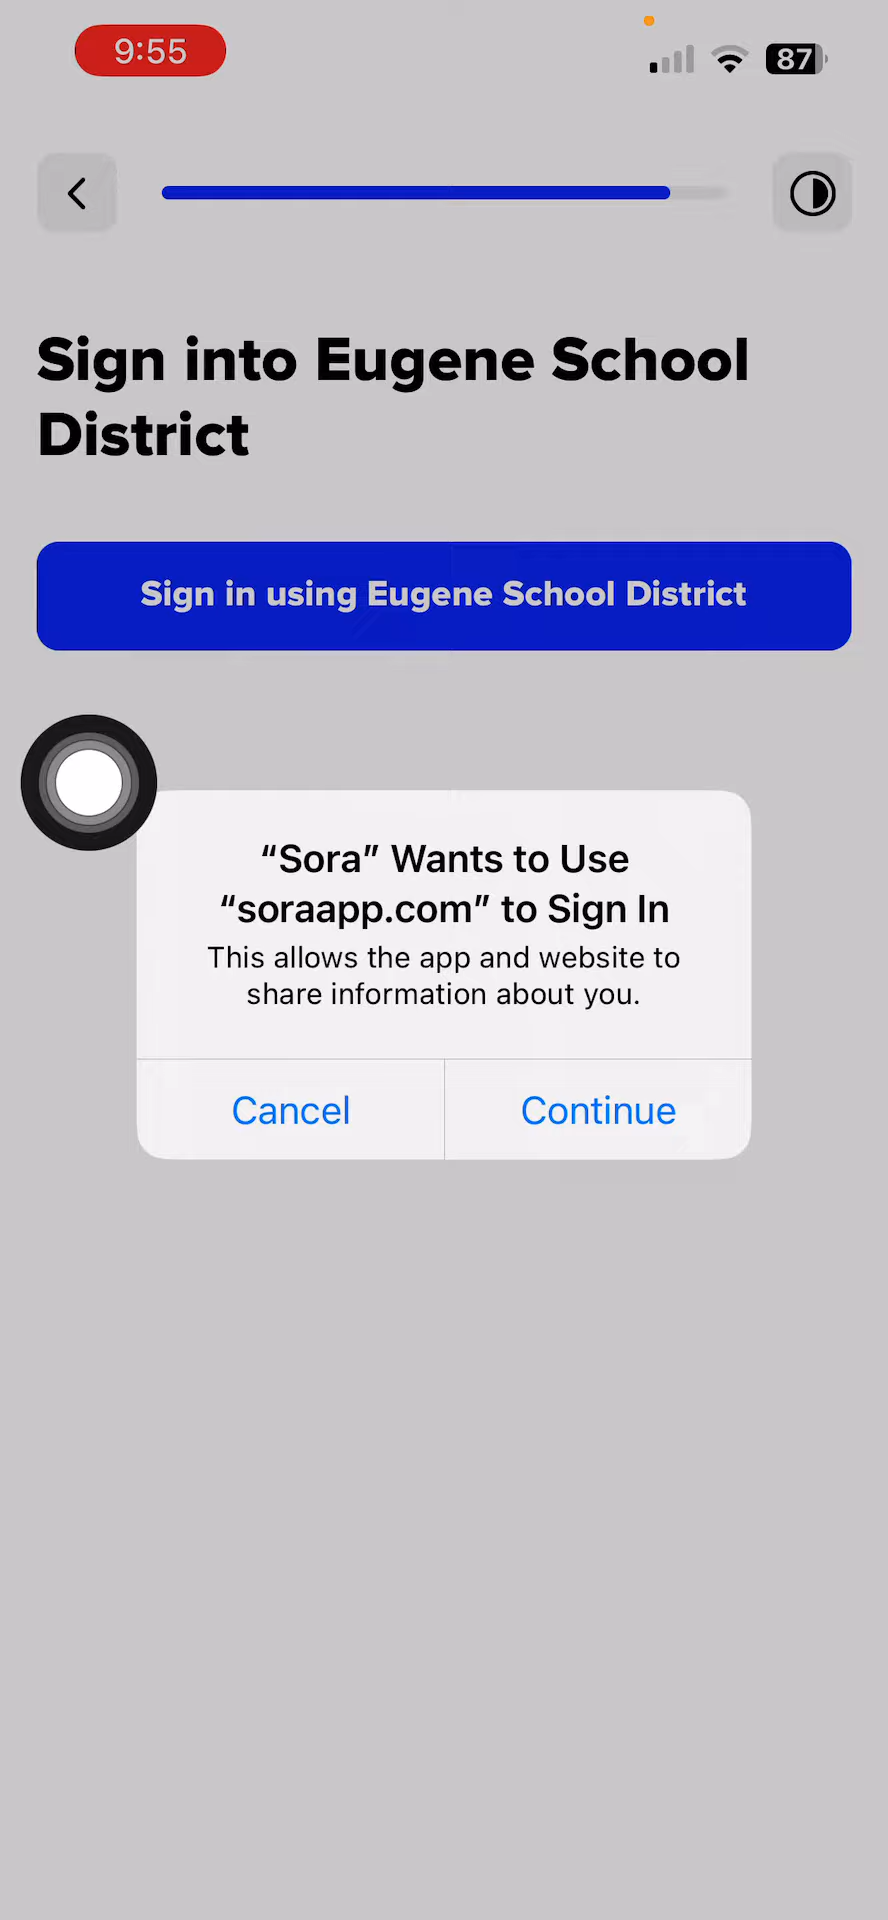 9:55
87
Sign into Eugene School
District
Sign in using Eugene School District
“Sora” Wants to Use
“soraapp.com” to Sign In
This allows the app and website to
share information about you.
Cancel
Continue